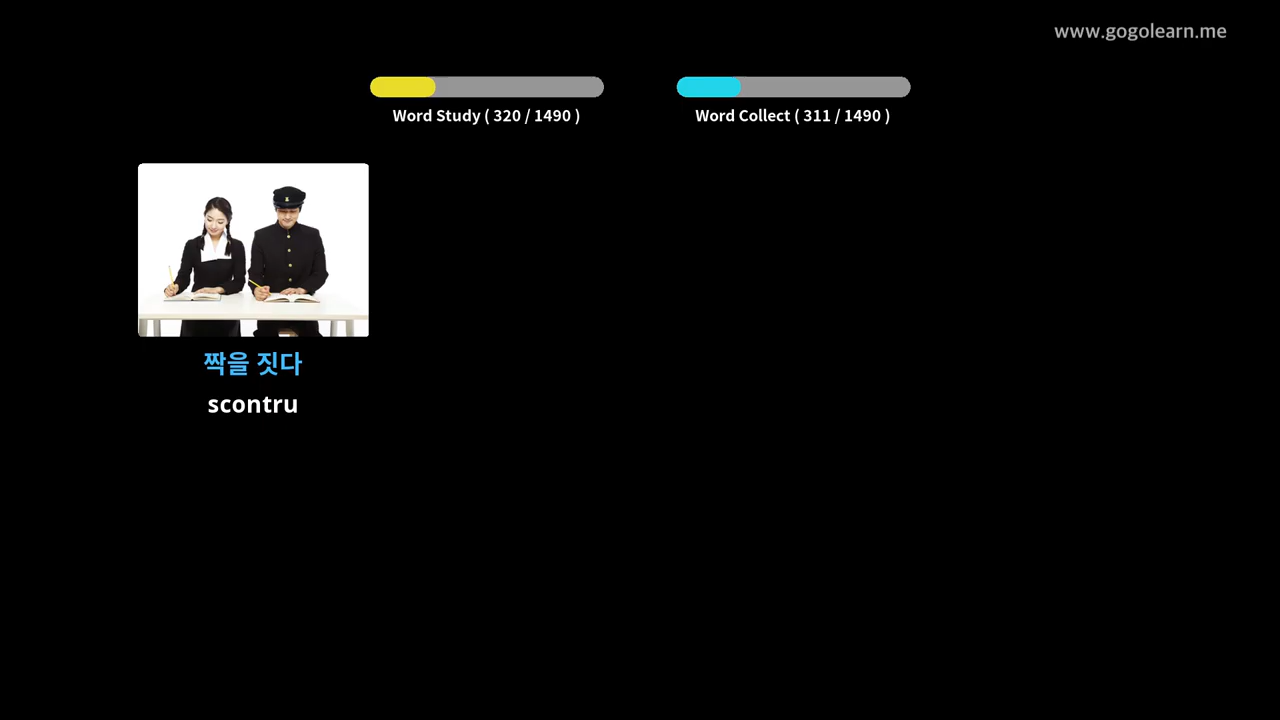 www.gogolearn.me
Word Study ( 320 / 1490 )
Word Collect ( 311 / 1490 )
짝을 짓다
scontru